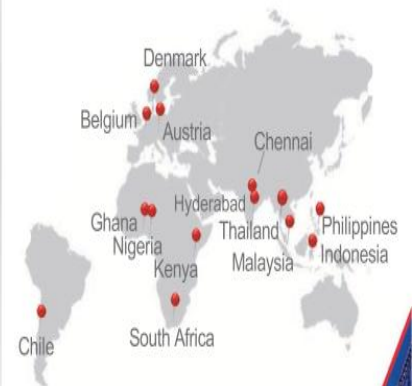 Denmark
Belgium
Austria
Chennai
Hyderabad
Ghana
Nigeria
Kenya
Thailand
Malaysia
Philippines
Indonesia
South Africa
Chile